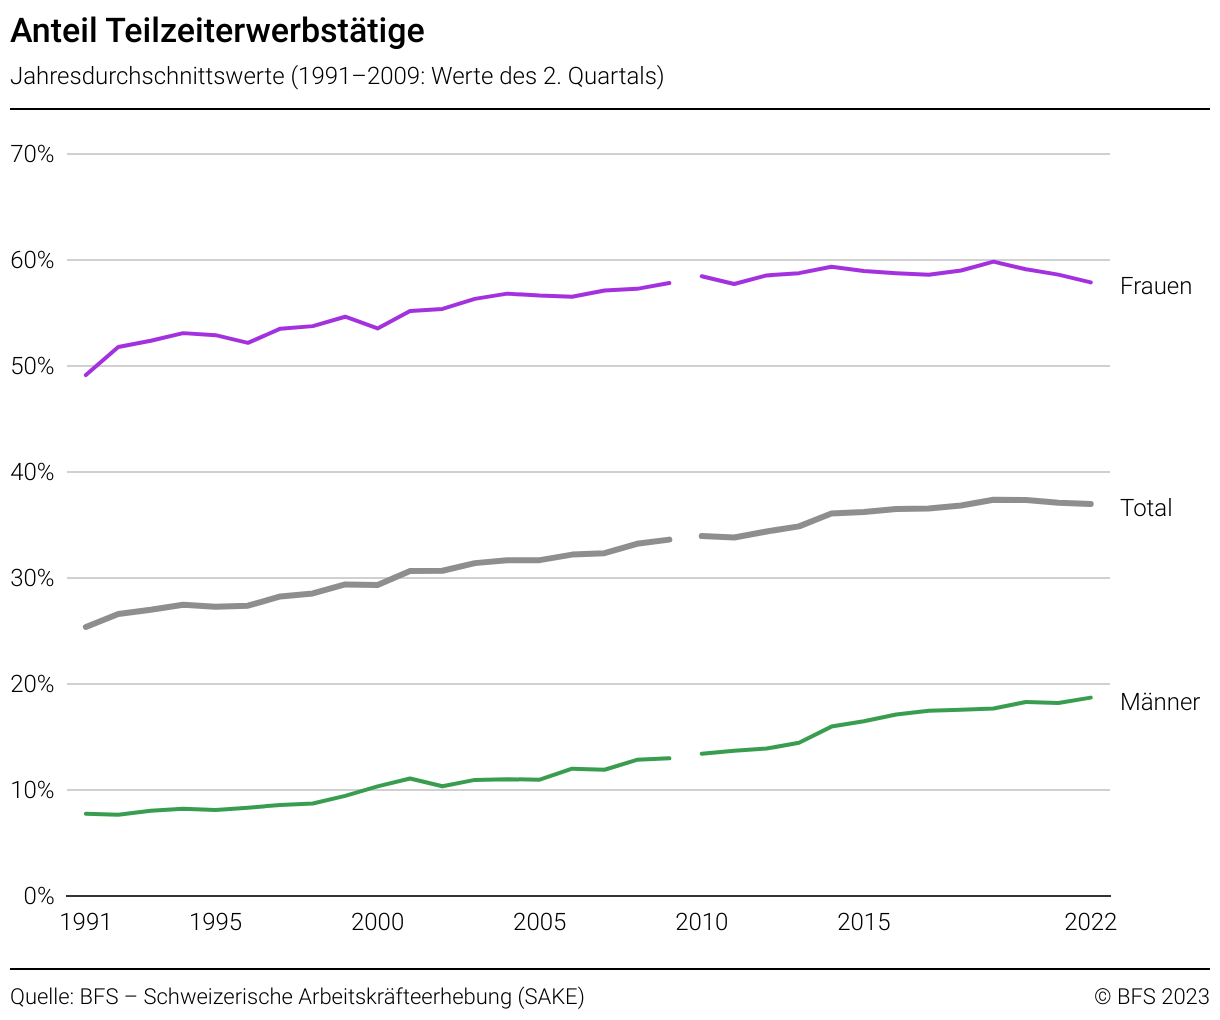 Anteil Teilzeiterwerbstätige
Jahresdurchschnittswerte (1991–2009: Werte des 2. Quartals)
70%
60%
Frauen
50%
40%
Total
30%
20%
Männer
10%
0%
1991 1995 2000 2005 2010 2015 2022
Quelle: BFS – Schweizerische Arbeitskräfteerhebung (SAKE) © BFS 2023